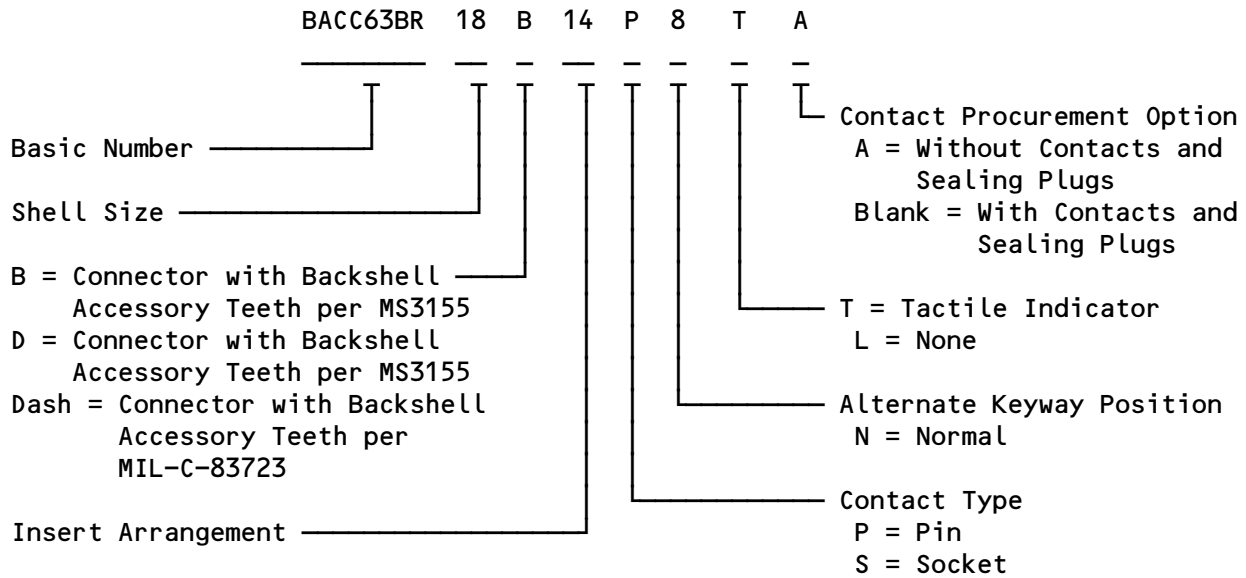 BACC63BR 18 B 14 P 8 T A
Basic Number
Shell Size
B = Connector with Backshell
Accessory Teeth per MS3155
D = Connector with Backshell
Accessory Teeth per MS3155
Dash = Connector with Backshell
Accessory Teeth per
MIL-C-83723
Insert Arrangement
Contact Procurement Option
A = Without Contacts and
Sealing Plugs
Blank = With Contacts and
Sealing Plugs
T = Tactile Indicator
L = None
Alternate Keyway Position
N = Normal
Contact Type
P = Pin
S = Socket